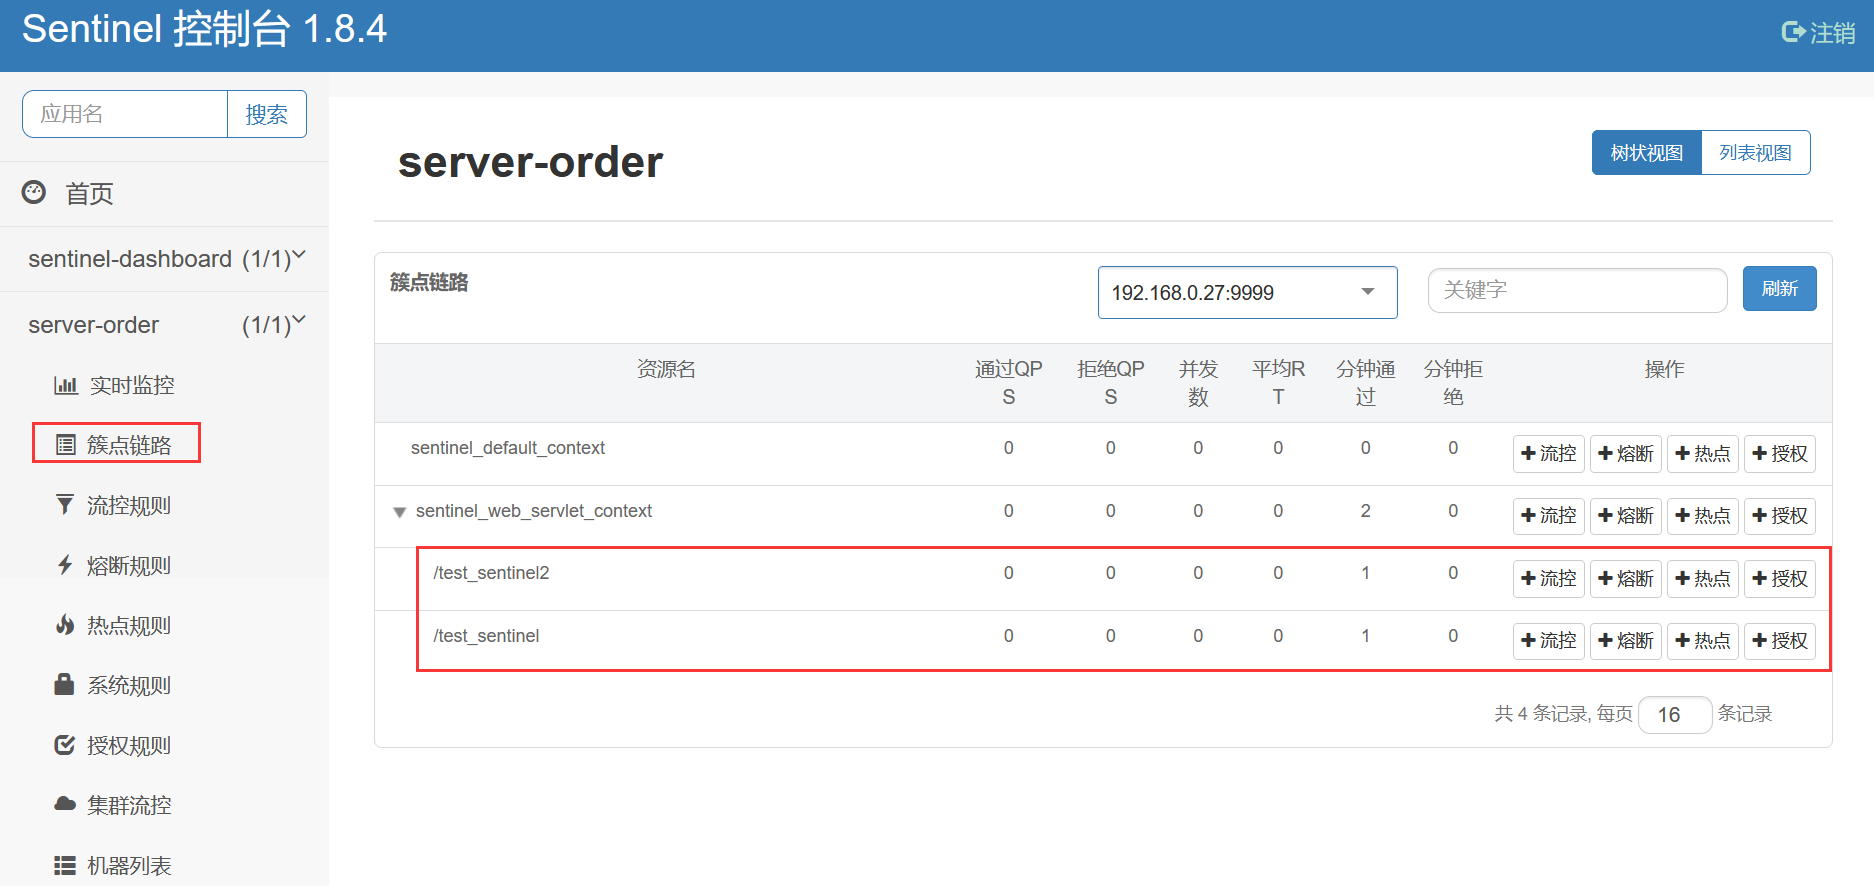 Sentinel 控制台 1.8.4
注销
应用名 搜索
首页
sentinel-dashboard (1/1)
server-order (1/1)
实时监控
簇点链路
流控规则
熔断规则
热点规则
系统规则
授权规则
集群流控
机器列表
server-order
树状视图 列表视图
簇点链路
192.168.0.27:9999
关键字
刷新
资源名 通过QPS 拒绝QPS 并发数 平均RT 分钟通过 分钟拒绝 操作
sentinel_default_context 0 0 0 0 0 0 流控 熔断 热点 授权
sentinel_web_servlet_context 0 0 0 0 2 0 流控 熔断 热点 授权
/test_sentinel2 0 0 0 0 1 0 流控 熔断 热点 授权
/test_sentinel 0 0 0 0 1 0 流控 熔断 热点 授权
共 4 条记录, 每页 16 条记录